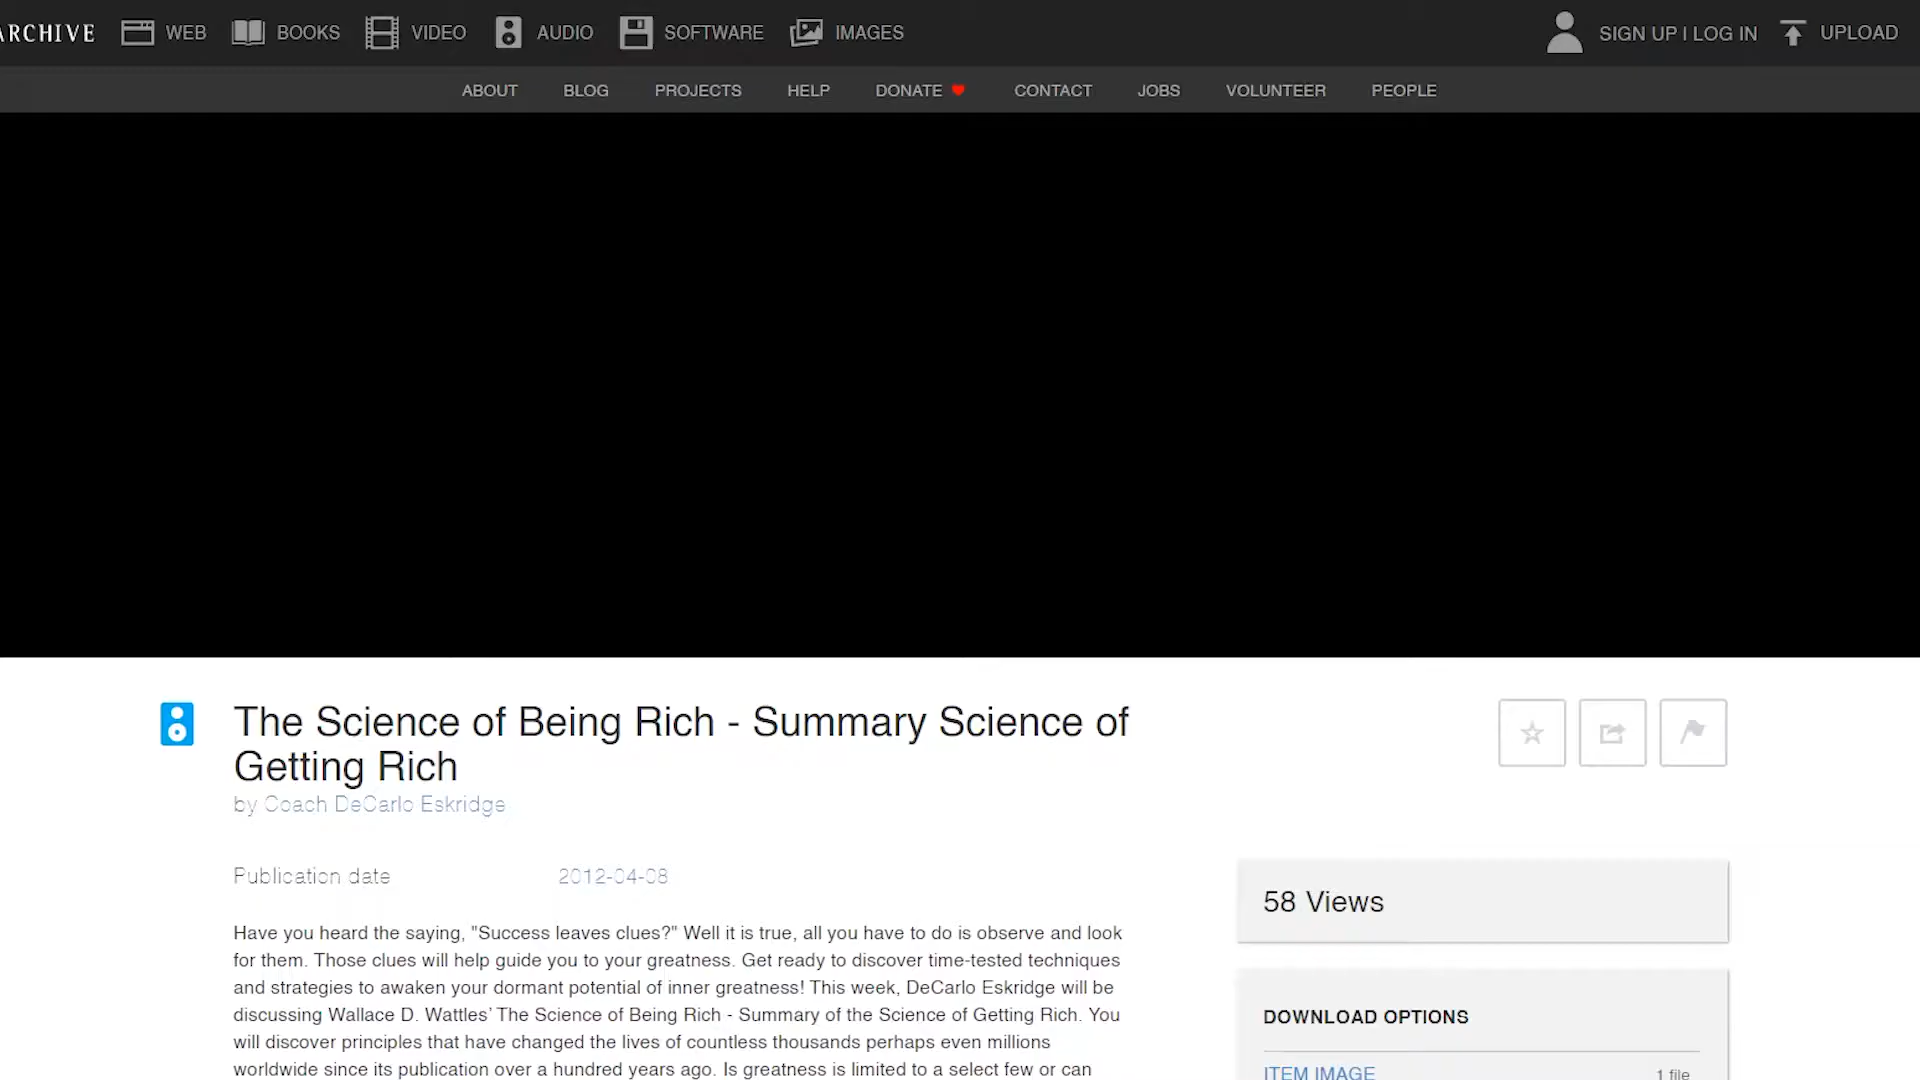 ARCHIVE WEB BOOKS VIDEO AUDIO SOFTWARE IMAGES SIGN UP | LOG IN UPLOAD
ABOUT BLOG PROJECTS HELP DONATE CONTACT JOBS VOLUNTEER PEOPLE
The Science of Being Rich - Summary Science of
Getting Rich
by Coach DeCarlo Eskridge
Publication date 2012-04-08
58 Views
Have you heard the saying, "Success leaves clues?" Well it is true, all you have to do is observe and look
for them. Those clues will help guide you to your greatness. Get ready to discover time-tested techniques
and strategies to awaken your dormant potential of inner greatness! This week, DeCarlo Eskridge will be
discussing Wallace D. Wattles’ The Science of Being Rich - Summary of the Science of Getting Rich. You
will discover principles that have changed the lives of countless thousands perhaps even millions
worldwide since its publication over a hundred years ago. Is greatness is limited to a select few or can
DOWNLOAD OPTIONS
ITEM IMAGE 1 file